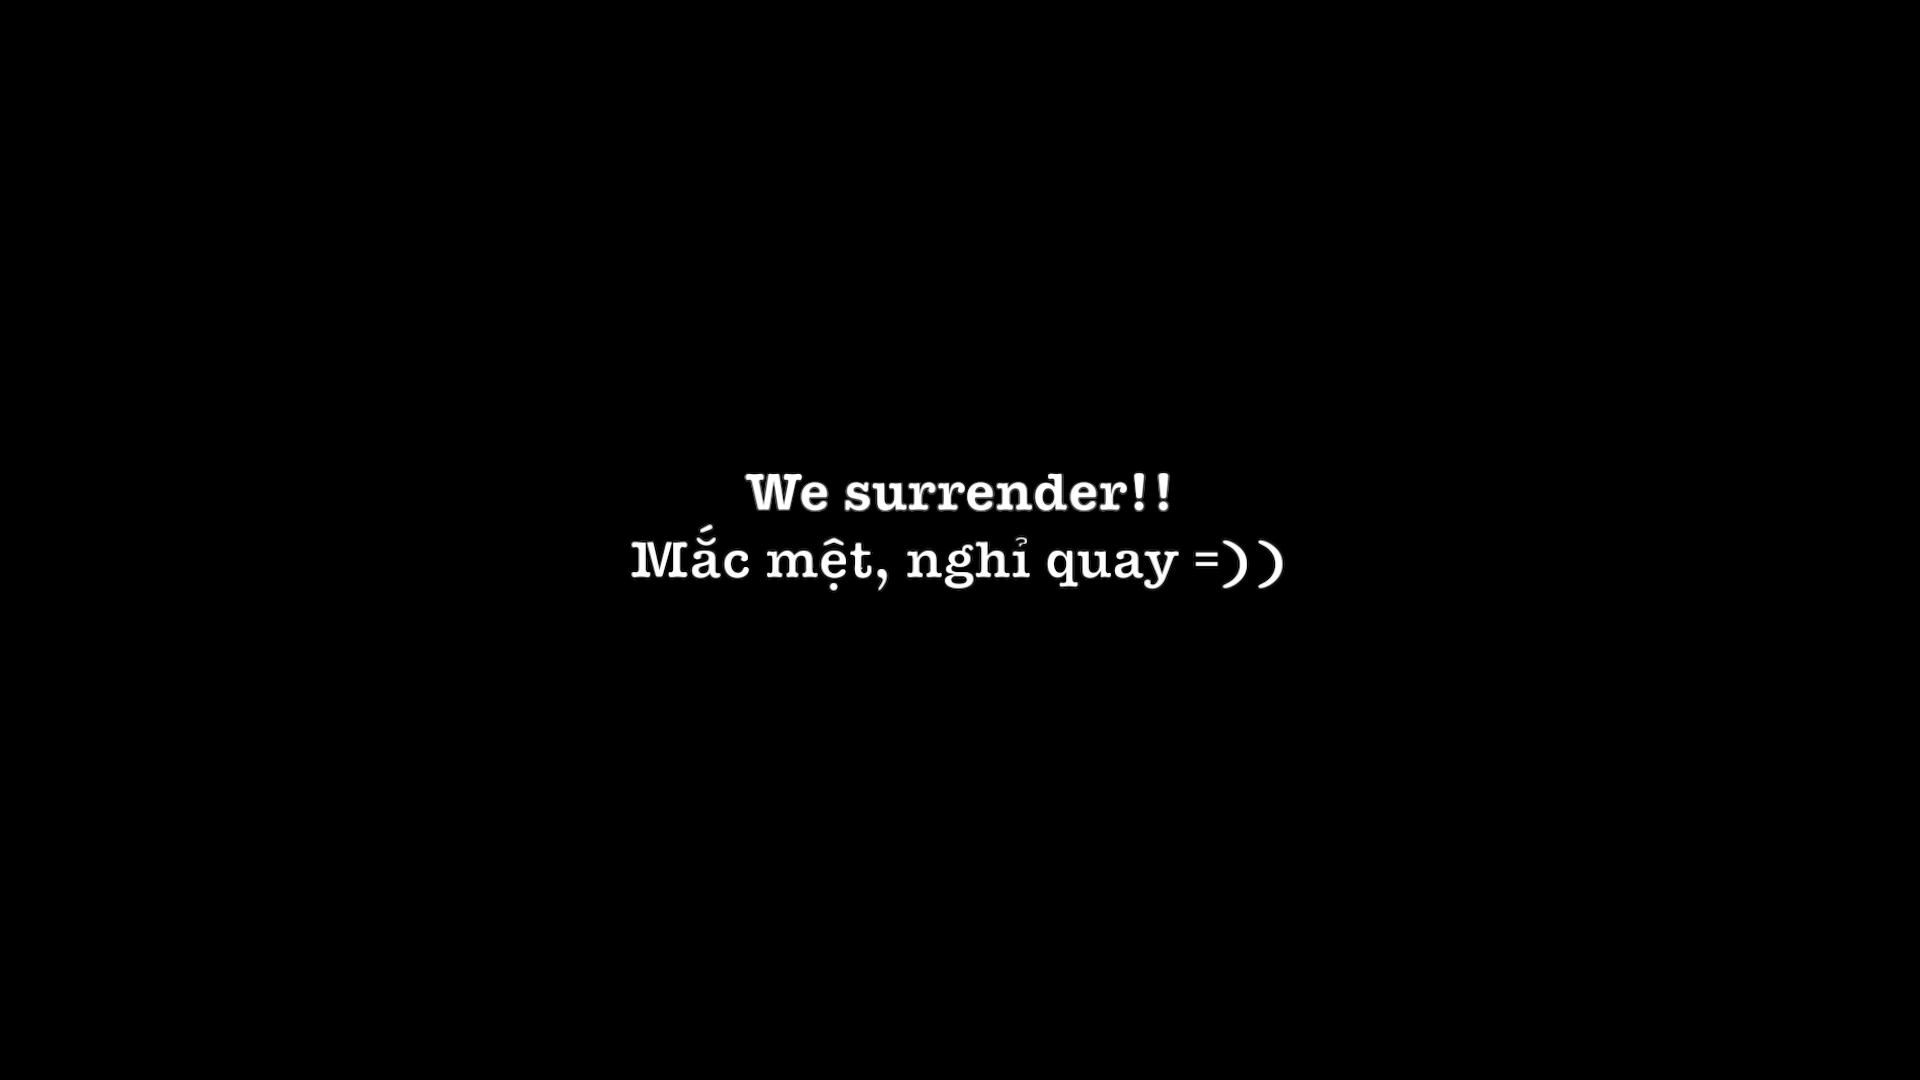 We surrender!!
Mắc mệt, nghỉ quay =))